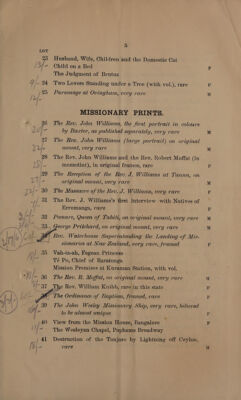 5
LOT
23 Husband, Wife, Children and the Domestic Cat
Child on a Bed F
The Judgment of Brutus
24 Two Lovers Standing under a Tree (with vol.), rare F
25 Parsonage at Ovingham, very rare M
MISSIONARY PRINTS.
26 The Rev. John Williams, the first portrait in colours
by Baxter, as published separately, very rare M
27 The Rev. John Williams (large portrait) on original
mount, very rare
28 The Rev. John Williams and the Rev. Robert Moffat (in
memoriam), in original frames, rare
29 The Reception of the Rev. J. Williams at Tanna, on
original mount, very rare
30 The Massacre of the Rev. J. Williams, very rare
31 The Rev. J. Williams's first interview with Natives of
Erromanga, rare
32 Pomare, Queen of Tahiti, on original mount, very rare M
33 George Pritchard, on original mount, very rare M
34 Rev. Waterhouse Superintending the Landing of Mis-
sionaries at New Zealand, very rare, framed F
35 Vah-ta-ah, Feejeean Princess
Te Po, Chief of Rarotonga
Mission Premises at Kuruman Station, with vol.
36 The Rev. R. Moffat, on original mount, very rare M
37 The Rev. William Knibb, rare in this state F
38 The Ordinance of Baptism, framed, rare
39 The John Wesley Missionary Ship, very rare, believed
to be almost unique
40 View from the Mission House, Bangalore F
The Wesleyan Chapel, Popham's Broadway F
41 Destruction of the Tonjare by Lightning off Ceylon,
rare